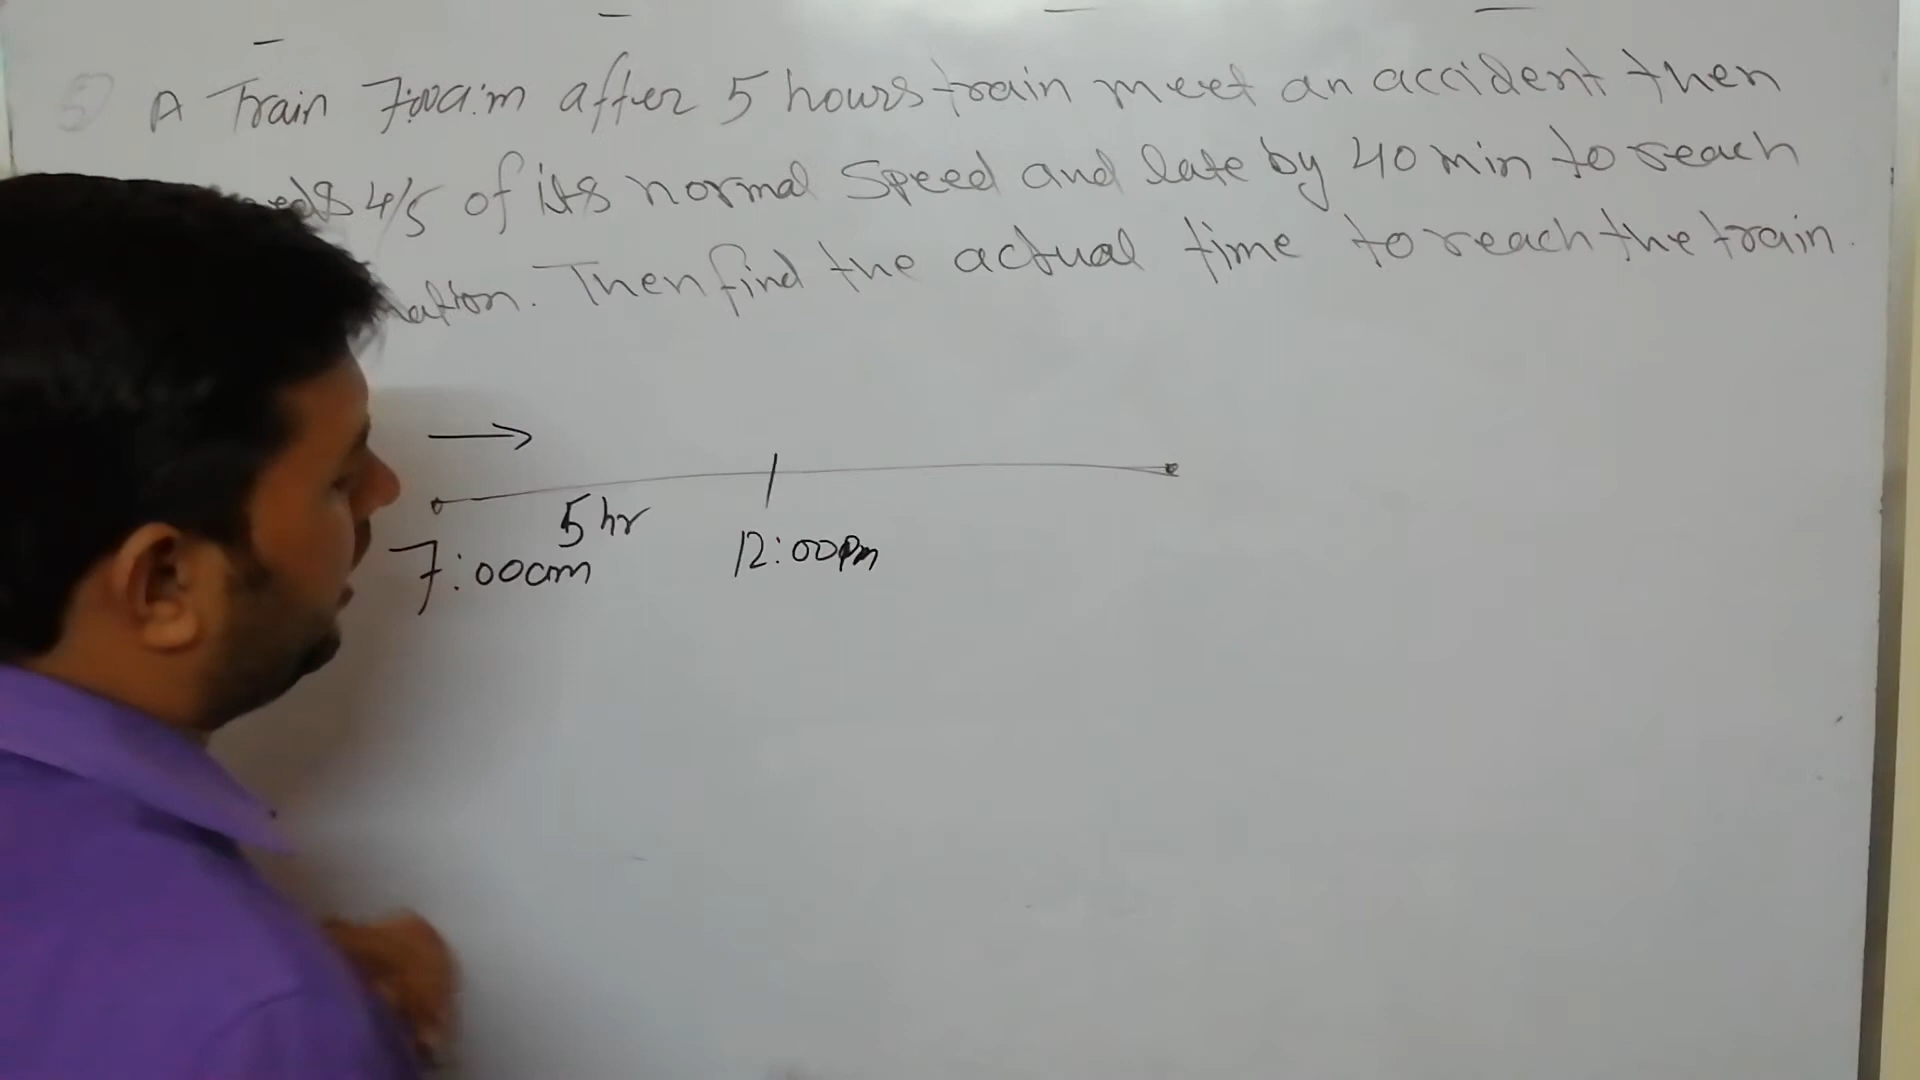 5) A Train 7:00a.m after 5 hours train meet an accident then
4/5 of its normal speed and late by 40 min to reach
Then find the actual time to reach the train.
5 hr
7:00am
12:00pm